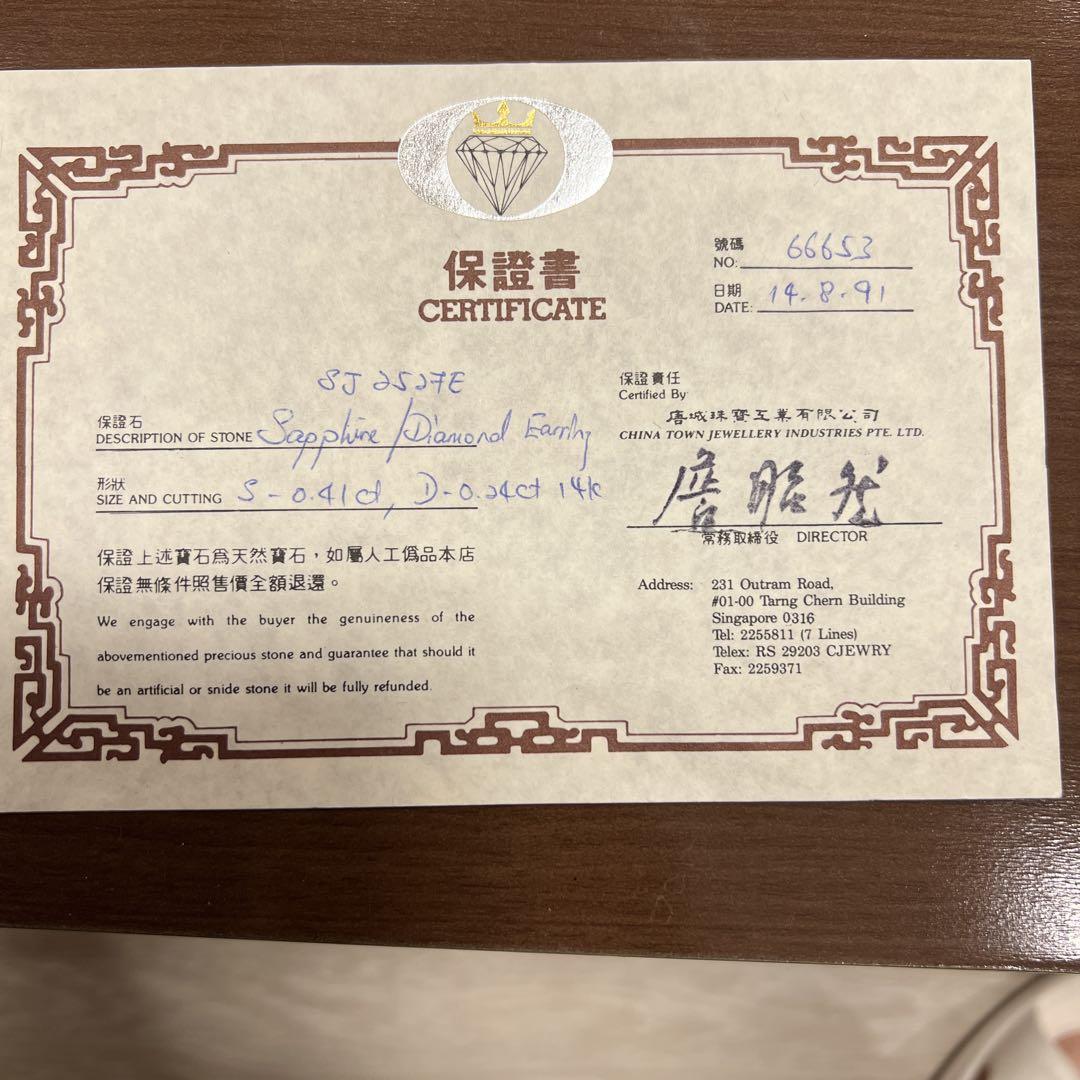 保證書
CERTIFICATE
號碼
NO: 66653
日期
DATE: 14.8.91
SJ 2527E
保證石
DESCRIPTION OF STONE Sapphire/Diamond Earring
形狀
SIZE AND CUTTING S-0.41ct, D-0.24ct 14k
保證上述寶石爲天然寶石，如屬人工僞品本店
保證無條件照售價全額退還。
We engage with the buyer the genuineness of the
abovementioned precious stone and guarantee that should it
be an artificial or snide stone it will be fully refunded.
保證責任
Certified By
唐城珠寶工業有限公司
CHINA TOWN JEWELLERY INDUSTRIES PTE. LTD.
常務取締役 DIRECTOR
Address: 231 Outram Road,
#01-00 Tarng Chern Building
Singapore 0316
Tel: 2255811 (7 Lines)
Telex: RS 29203 CJEWRY
Fax: 2259371